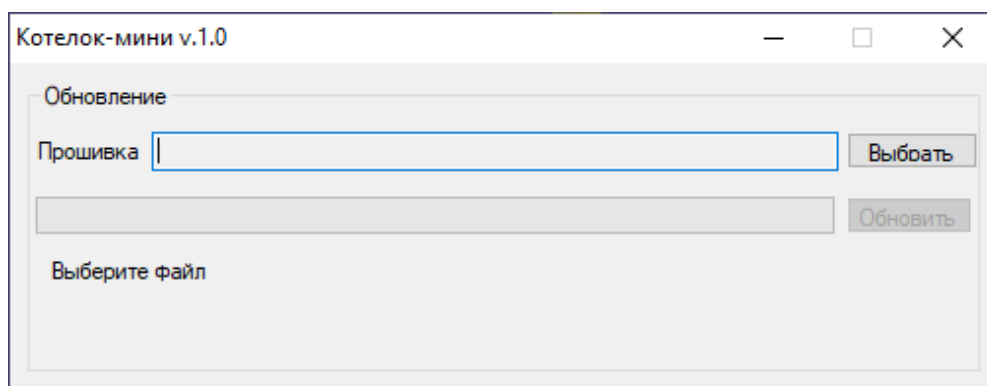 Котелок-мини v.1.0
Обновление
Прошивка Выбрать
Обновить
Выберите файл